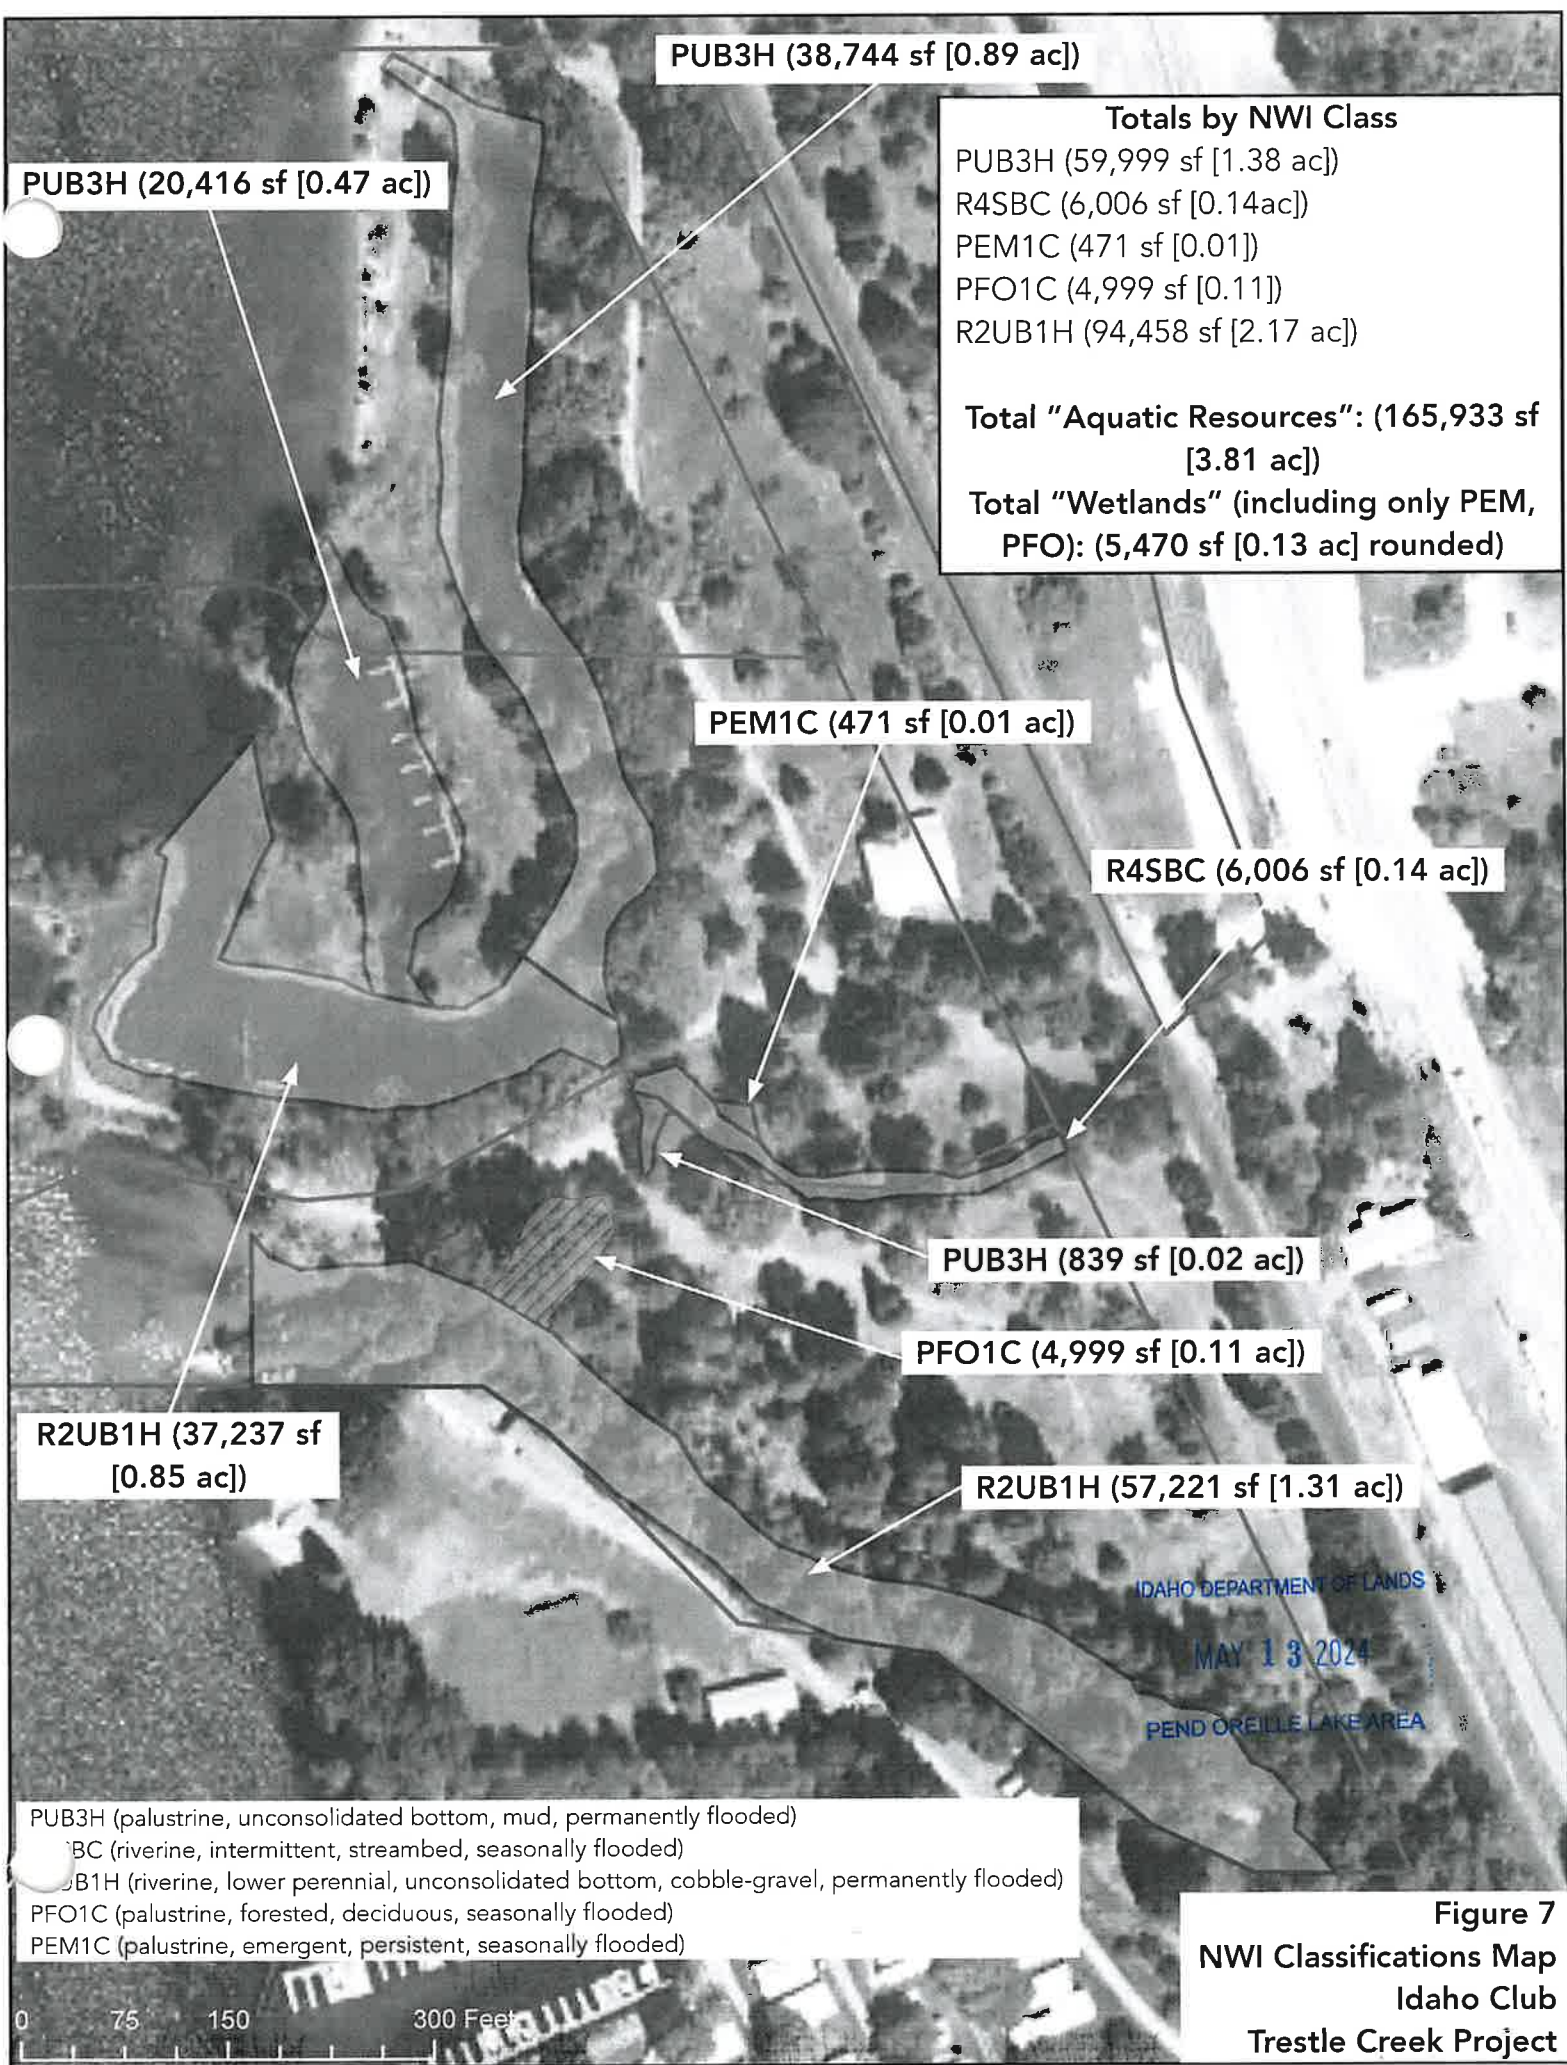 PUB3H (38,744 sf [0.89 ac])
PUB3H (20,416 sf [0.47 ac])
Totals by NWI Class
PUB3H (59,999 sf [1.38 ac])
R4SBC (6,006 sf [0.14ac])
PEM1C (471 sf [0.01])
PFO1C (4,999 sf [0.11])
R2UB1H (94,458 sf [2.17 ac])
Total "Aquatic Resources": (165,933 sf
[3.81 ac])
Total "Wetlands" (including only PEM,
PFO): (5,470 sf [0.13 ac] rounded)
PEM1C (471 sf [0.01 ac])
R4SBC (6,006 sf [0.14 ac])
PUB3H (839 sf [0.02 ac])
PFO1C (4,999 sf [0.11 ac])
R2UB1H (37,237 sf
[0.85 ac])
R2UB1H (57,221 sf [1.31 ac])
IDAHO DEPARTMENT OF LANDS
MAY 13 2024
PEND OREILLE LAKE AREA
PUB3H (palustrine, unconsolidated bottom, mud, permanently flooded)
BC (riverine, intermittent, streambed, seasonally flooded)
B1H (riverine, lower perennial, unconsolidated bottom, cobble-gravel, permanently flooded)
PFO1C (palustrine, forested, deciduous, seasonally flooded)
PEM1C (palustrine, emergent, persistent, seasonally flooded)
0 75 150 300 Feet
Figure 7
NWI Classifications Map
Idaho Club
Trestle Creek Project